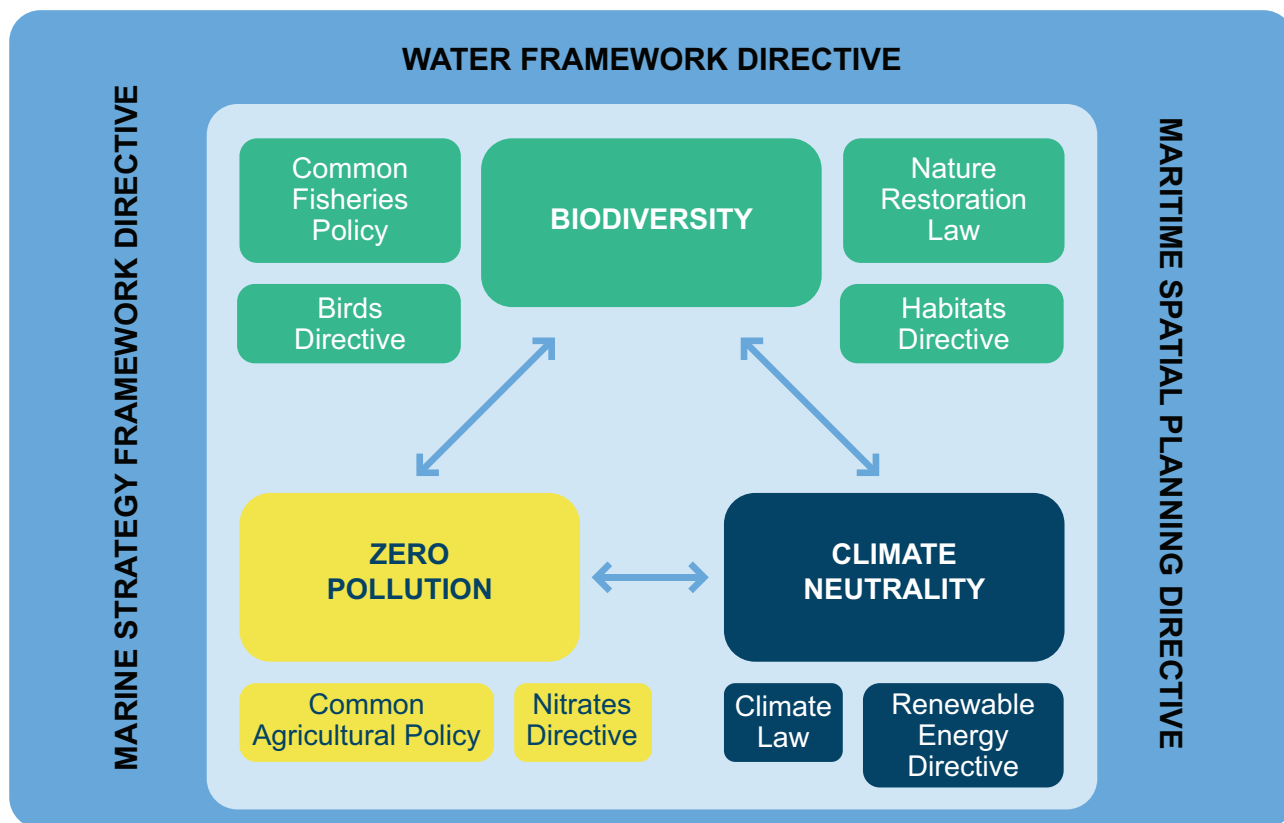 WATER FRAMEWORK DIRECTIVE
MARINE STRATEGY FRAMEWORK DIRECTIVE
MARITIME SPATIAL PLANNING DIRECTIVE
Common
Fisheries
Policy
BIODIVERSITY
Nature
Restoration
Law
Birds
Directive
Habitats
Directive
ZERO
POLLUTION
CLIMATE
NEUTRALITY
Common
Agricultural Policy
Nitrates
Directive
Climate
Law
Renewable
Energy
Directive